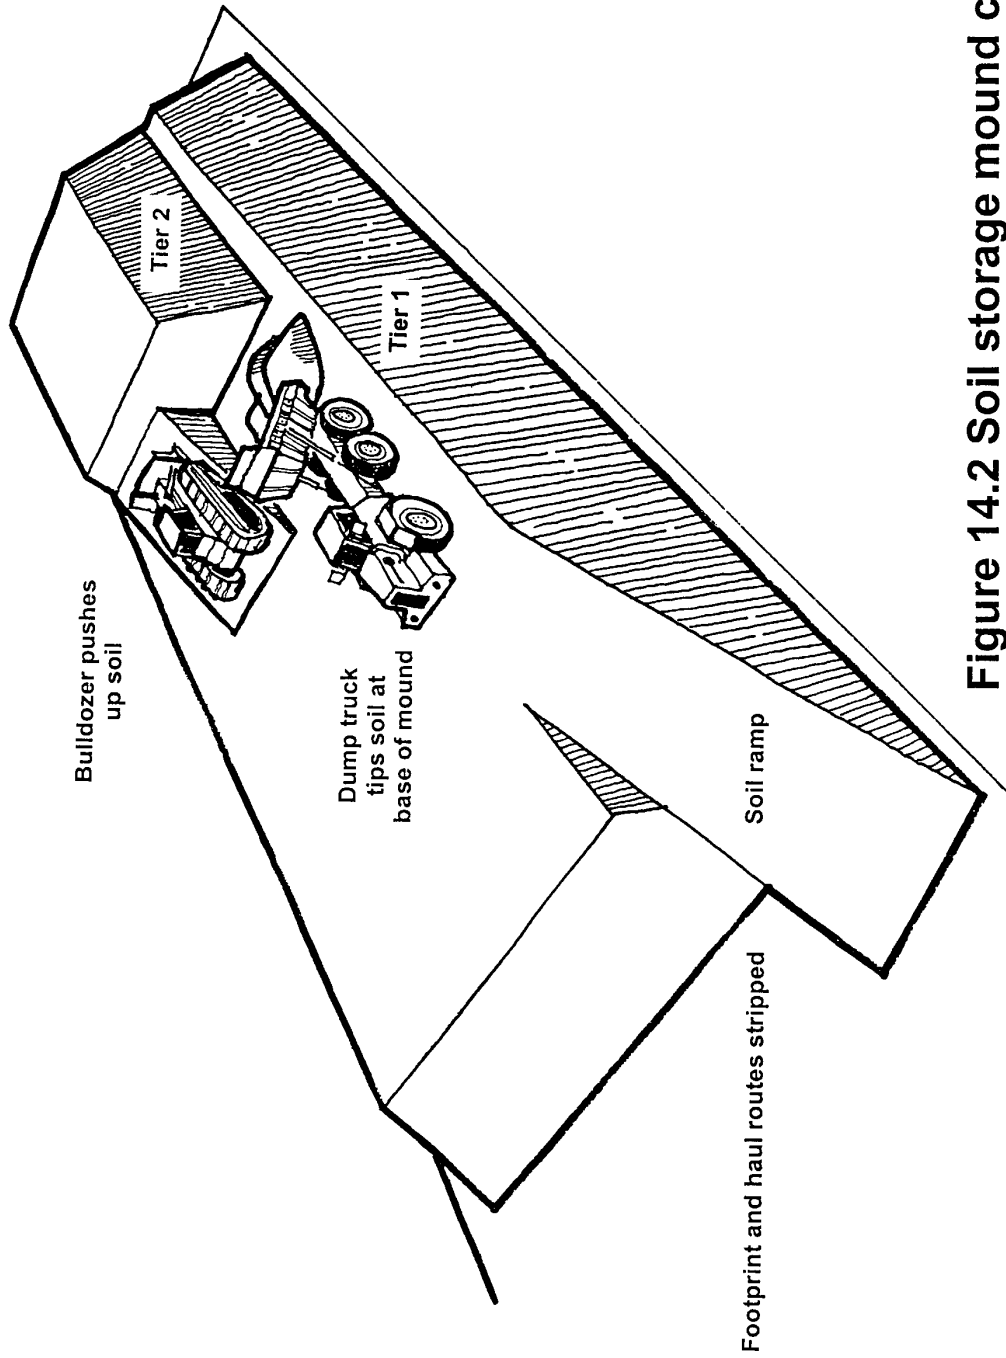 Bulldozer pushes
up soil
Tier 2
Dump truck
tips soil at
base of mound
Tier 1
Soil ramp
Footprint and haul routes stripped
Figure 14.2 Soil storage mound c